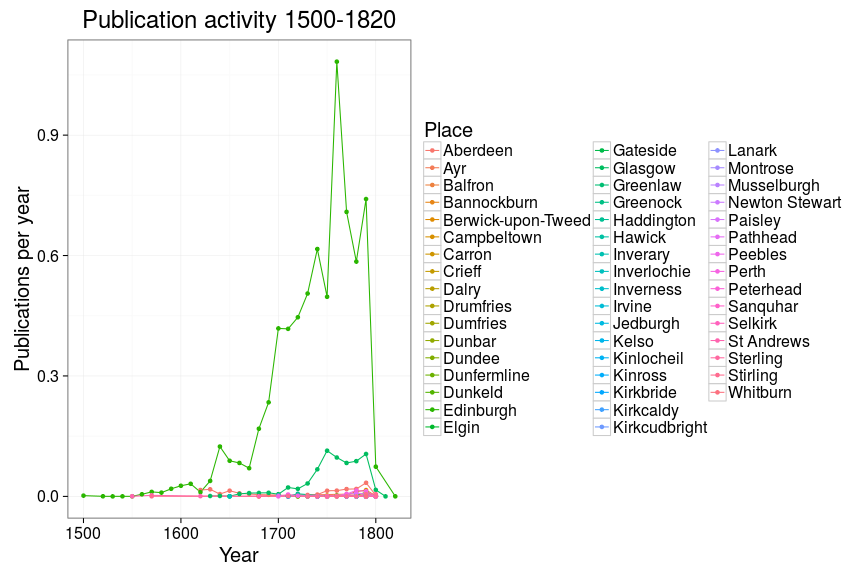 Publication activity 1500-1820
Publications per year
0.9
0.6
0.3
0.0
1500 1600 1700 1800
Year
Place
Aberdeen
Ayr
Balfron
Bannockburn
Berwick-upon-Tweed
Campbeltown
Carron
Crieff
Dalry
Drumfries
Dumfries
Dunbar
Dundee
Dunfermline
Dunkeld
Edinburgh
Elgin
Gateside
Glasgow
Greenlaw
Greenock
Haddington
Hawick
Inverary
Inverlochie
Inverness
Irvine
Jedburgh
Kelso
Kinlocheil
Kinross
Kirkbride
Kirkcaldy
Kirkcudbright
Lanark
Montrose
Musselburgh
Newton Stewart
Paisley
Pathhead
Peebles
Perth
Peterhead
Sanquhar
Selkirk
St Andrews
Sterling
Stirling
Whitburn